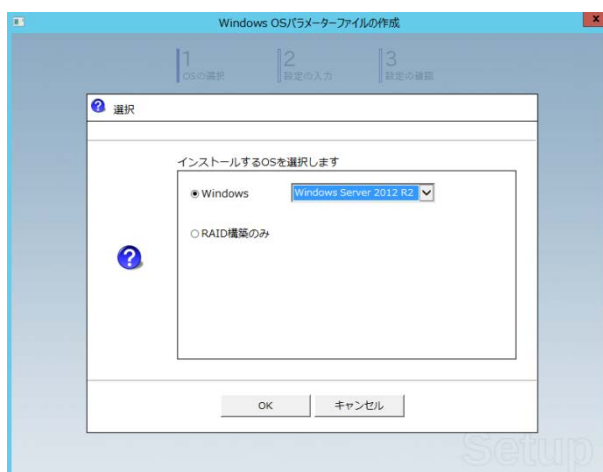 Windows OSパラメーターファイルの作成
x
1
OSの選択
2
設定の入力
3
設定の確認
選択
インストールするOSを選択します
Windows
Windows Server 2012 R2
RAID構築のみ
OK
キャンセル
Setup